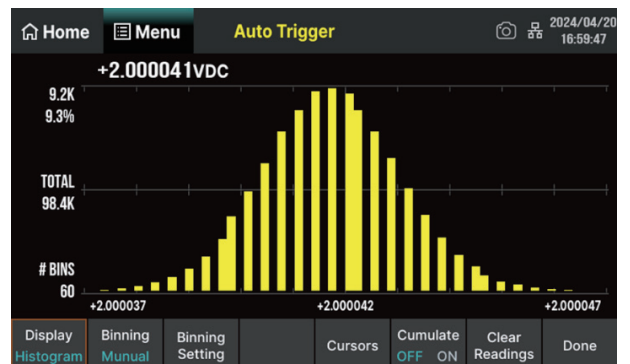 Home
Menu
Auto Trigger
2024/04/20
16:59:47
+2.000041VDC
9.2K
9.3%
TOTAL
98.4K
# BINS
60
+2.000037
+2.000042
+2.000047
Display
Histogram
Binning
Manual
Binning
Setting
Cursors
Cumulate
OFF ON
Clear
Readings
Done